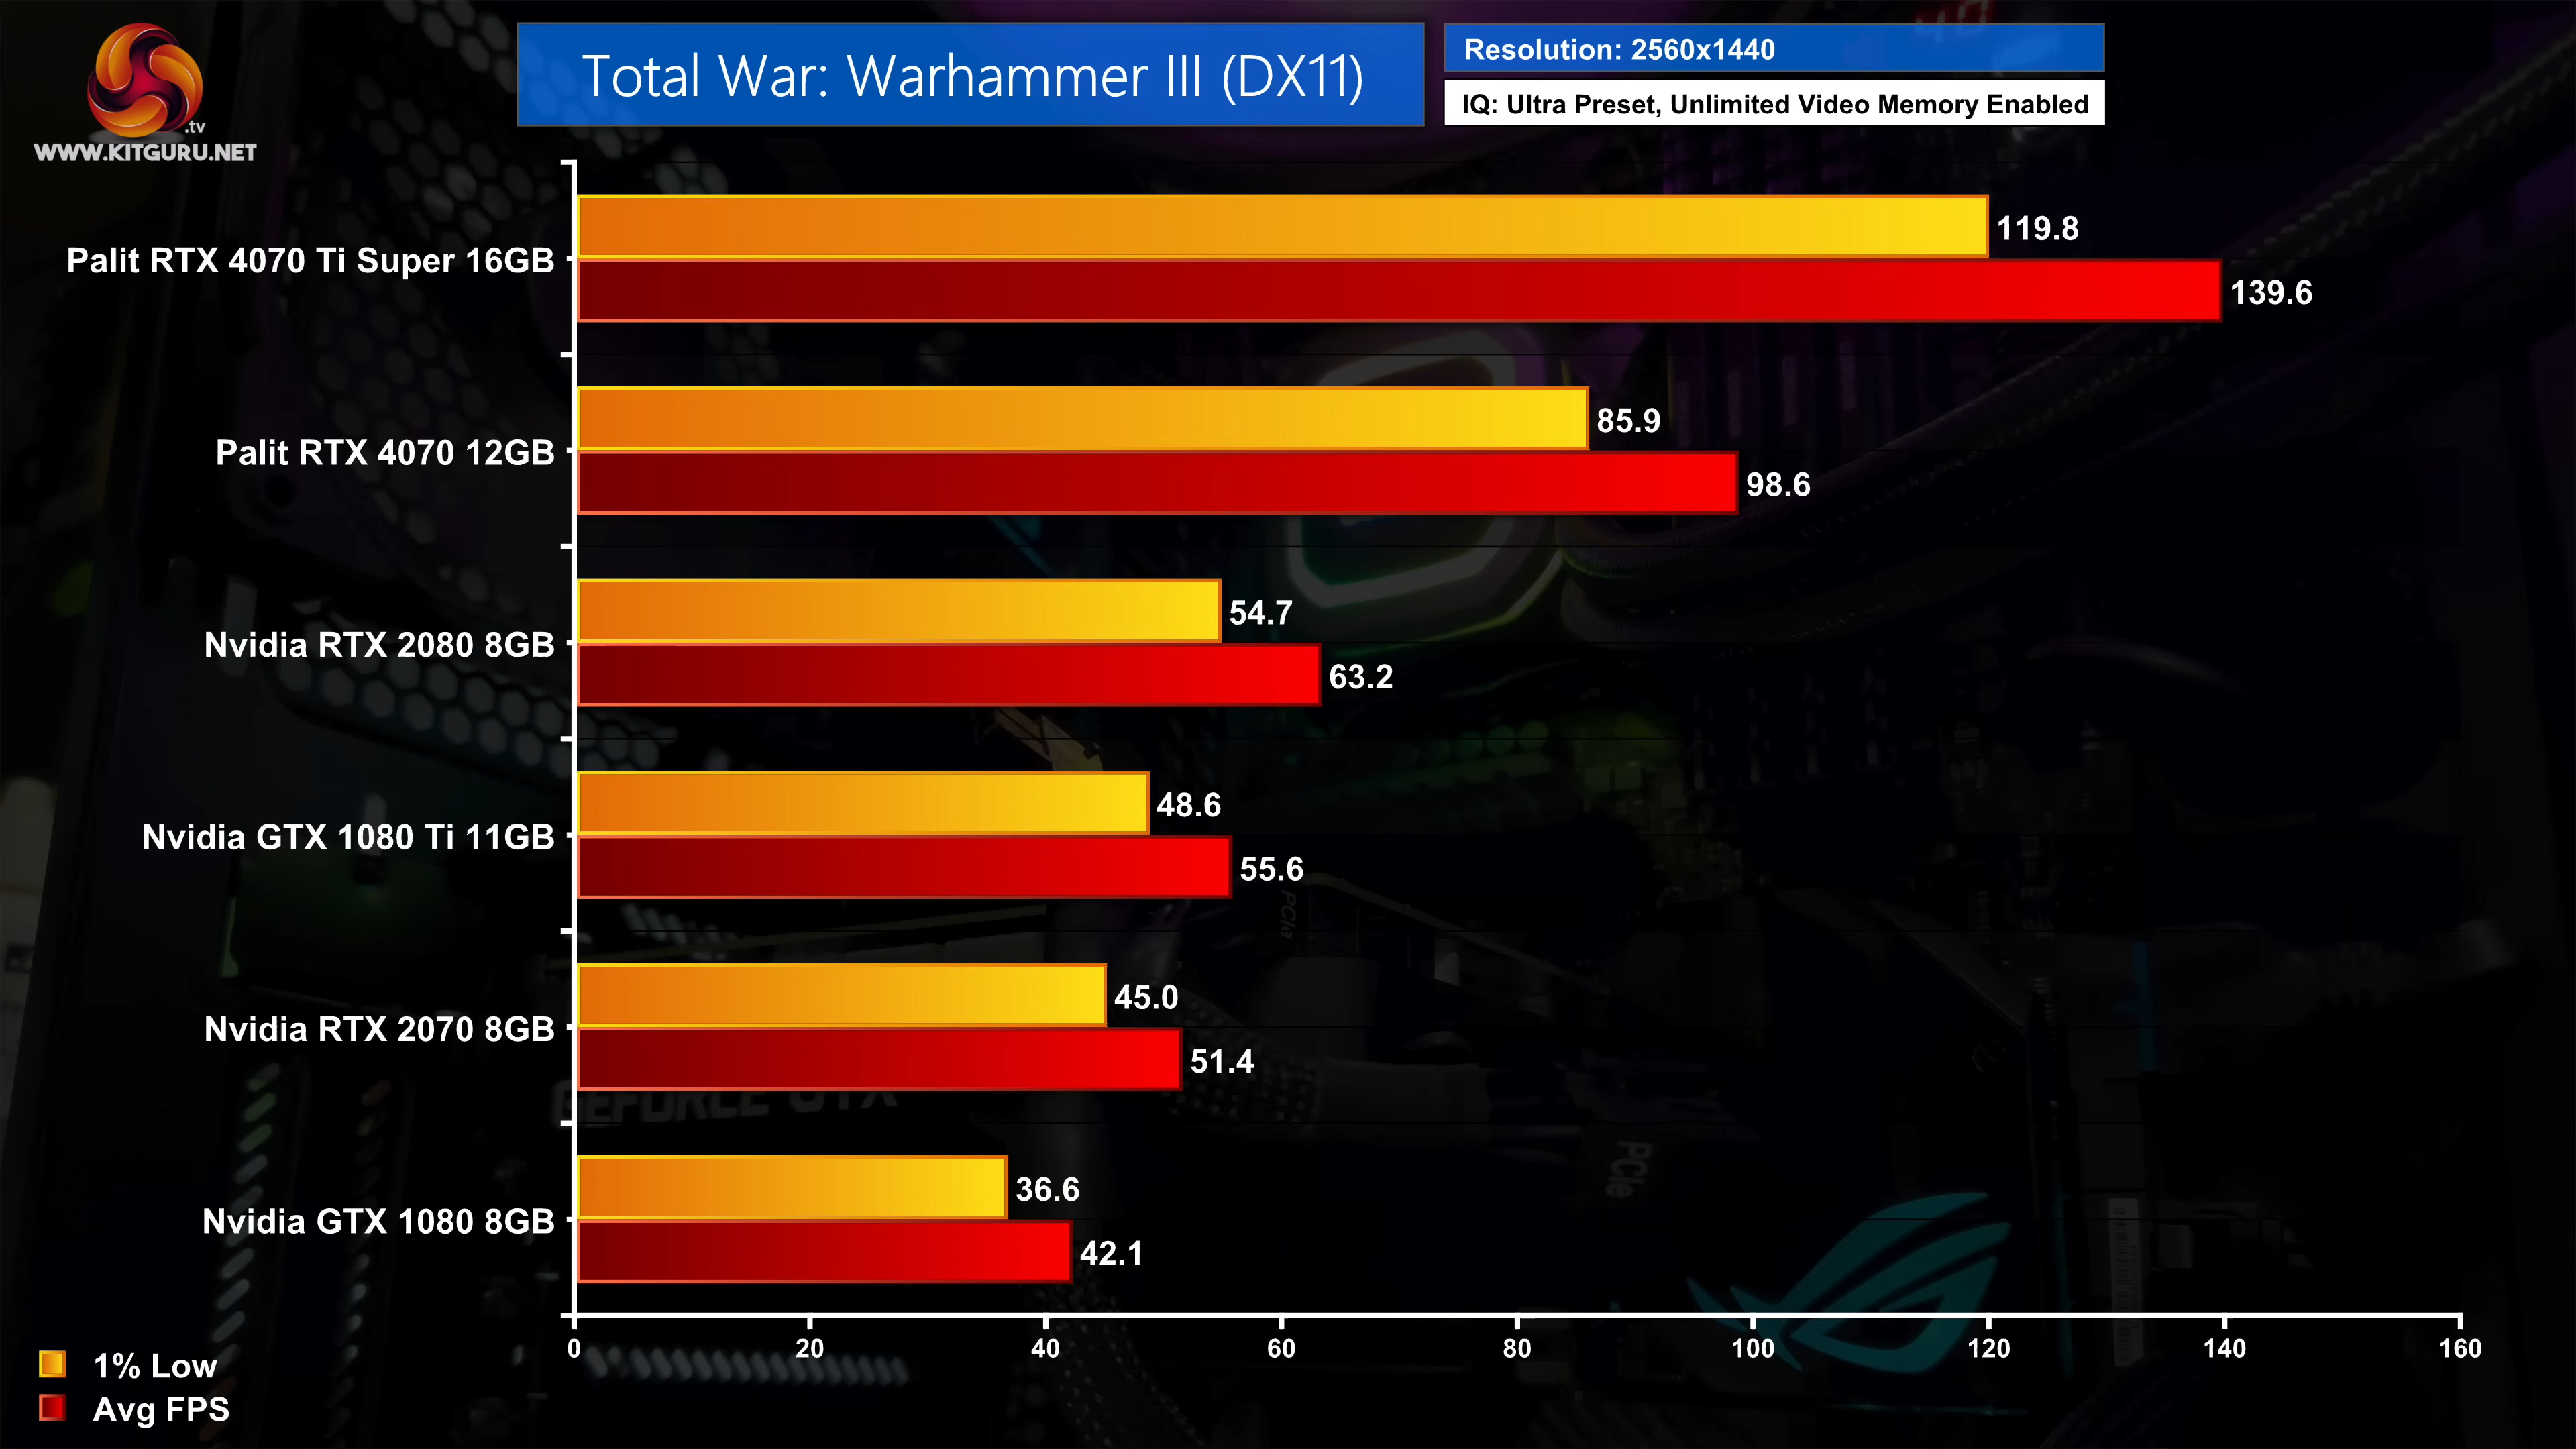 .tv
WWW.KITGURU.NET
Total War: Warhammer III (DX11)
Resolution: 2560x1440
IQ: Ultra Preset, Unlimited Video Memory Enabled
Palit RTX 4070 Ti Super 16GB
119.8
139.6
Palit RTX 4070 12GB
85.9
98.6
Nvidia RTX 2080 8GB
54.7
63.2
Nvidia GTX 1080 Ti 11GB
48.6
55.6
PCIe
Nvidia RTX 2070 8GB
45.0
51.4
GEFORCE GTX
PCIe
Nvidia GTX 1080 8GB
36.6
42.1
0 20 40 60 80 100 120 140 160
1% Low
Avg FPS